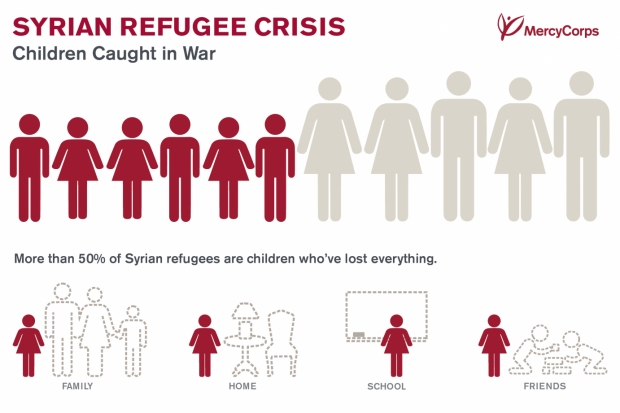 SYRIAN REFUGEE CRISIS
MercyCorps
Children Caught in War
More than 50% of Syrian refugees are children who've lost everything.
FAMILY
HOME
SCHOOL
FRIENDS